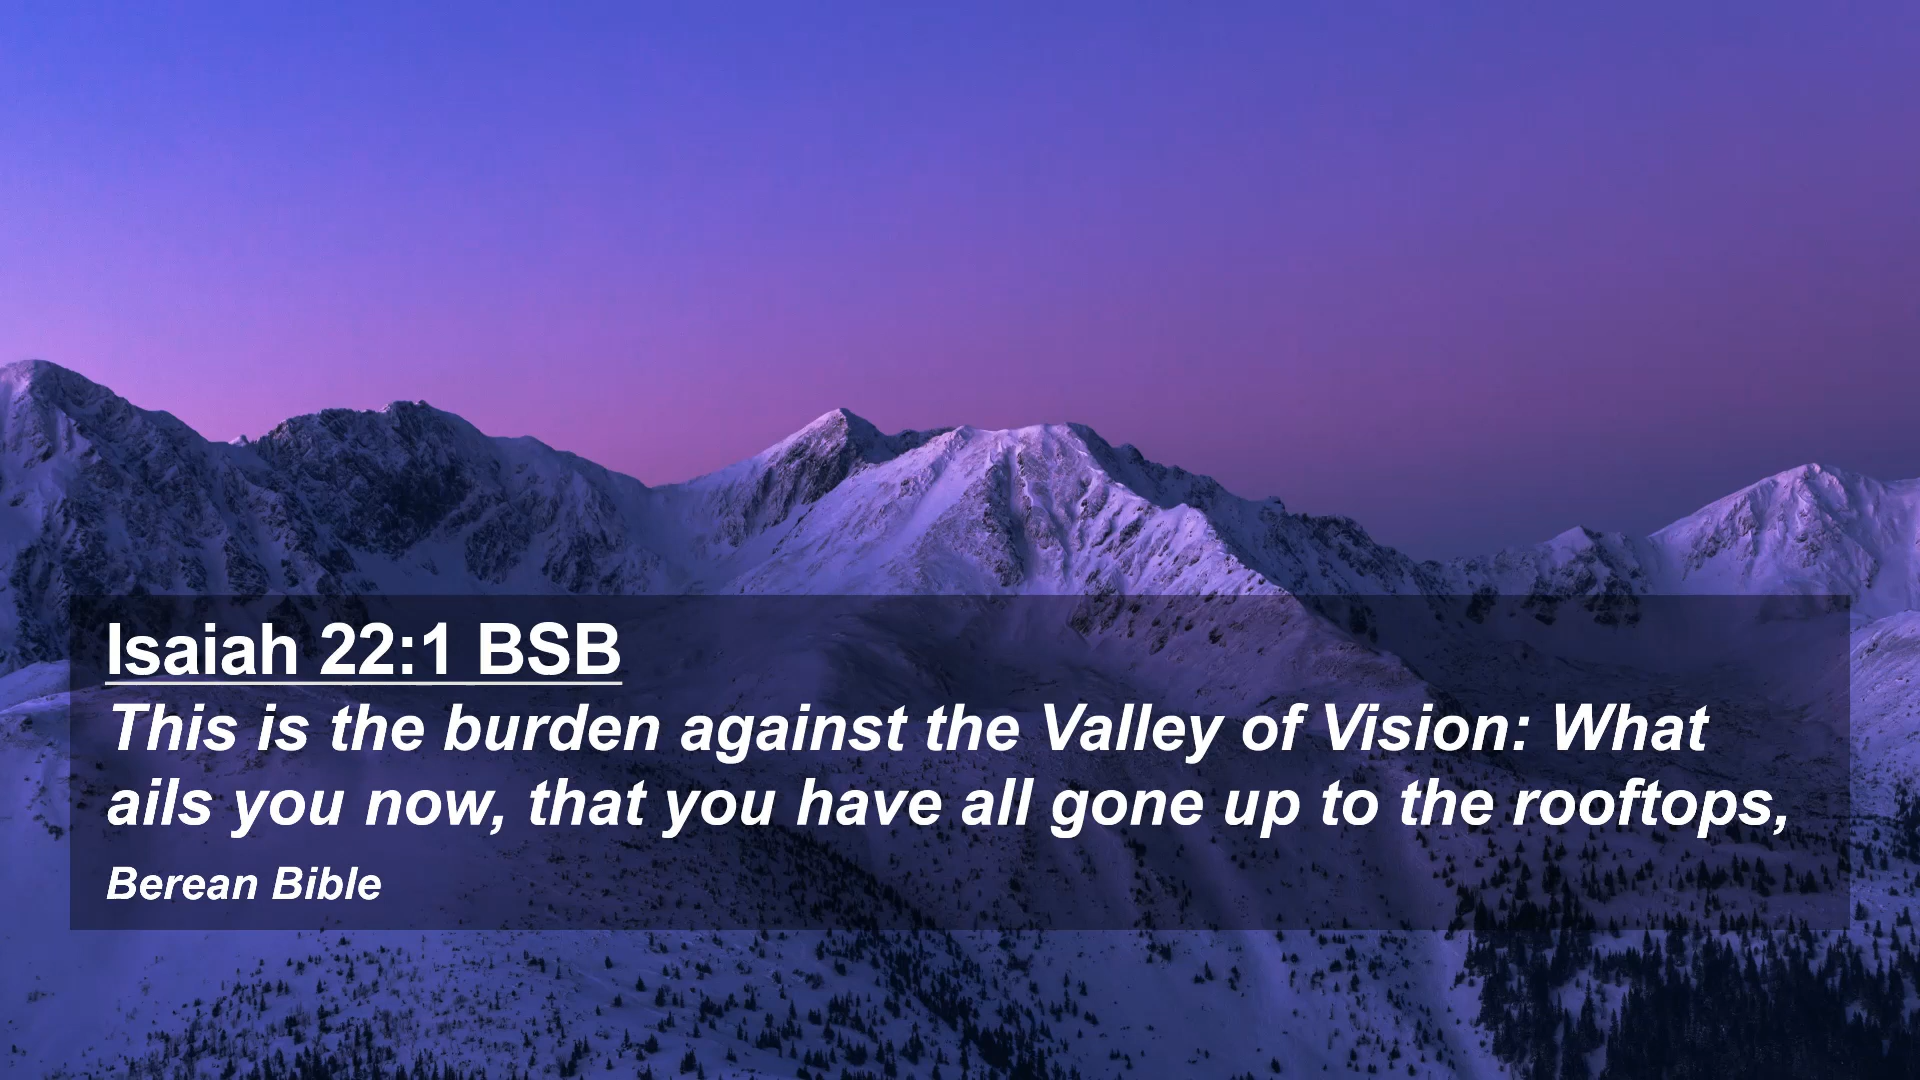 Isaiah 22:1 BSB
This is the burden against the Valley of Vision: What
ails you now, that you have all gone up to the rooftops,
Berean Bible